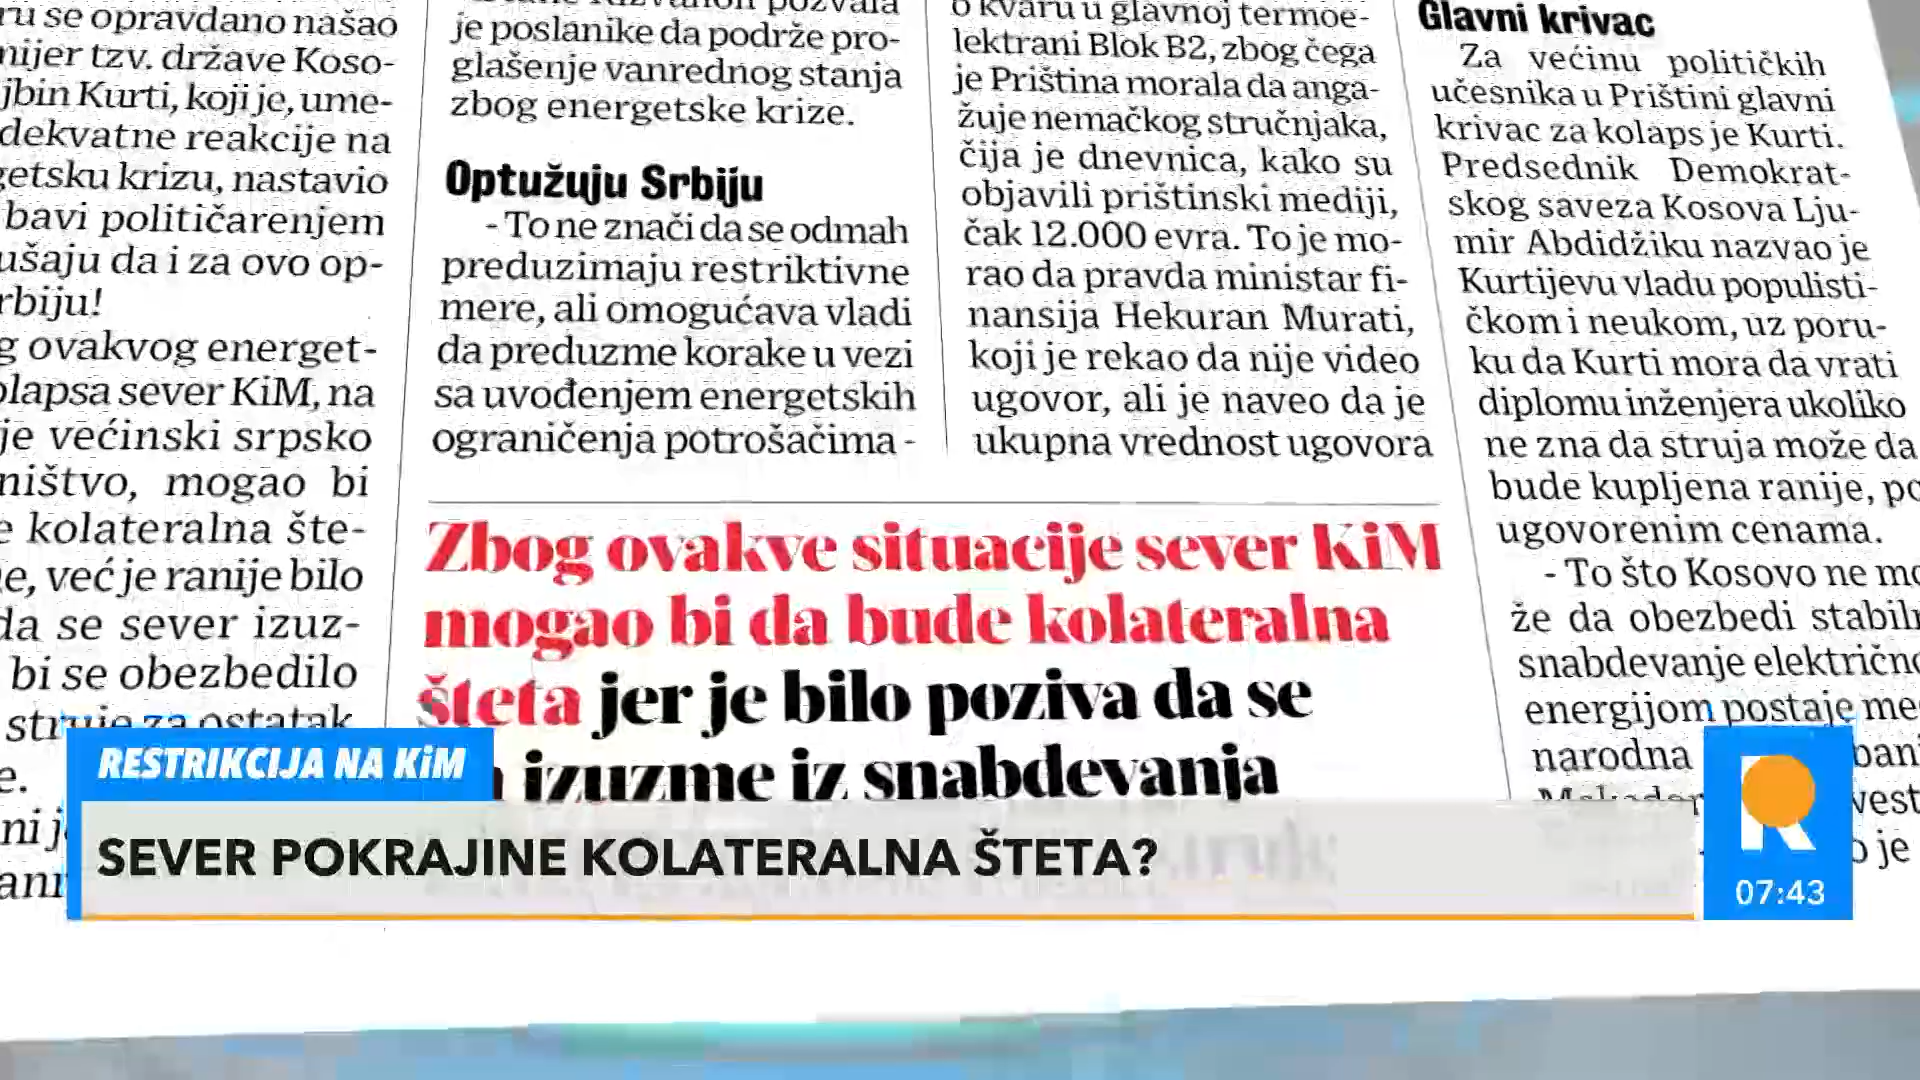 ru se opravdano našao
mijer tzv. države Koso-
jbin Kurti, koji je, ume-
dekvatne reakcije na
getsku krizu, nastavio
bavi političarenjem
ušaju da i za ovo op-
rbiju!
g ovakvog energet-
olapsa sever KiM, na
je većinski srpsko
ništvo, mogao bi
e kolateralna šte-
e, već je ranije bilo
da se sever izuz-
bi se obezbedilo
struje za ostatak
e.
ni
je poslanike da podrže pro-
glašenje vanrednog stanja
zbog energetske krize.
Optužuju Srbiju
- To ne znači da se odmah
preduzimaju restriktivne
mere, ali omogućava vladi
da preduzme korake u vezi
sa uvođenjem energetskih
ograničenja potrošačima -
o kvaru u glavnoj termoe-
lektrani Blok B2, zbog čega
je Priština morala da anga-
žuje nemačkog stručnjaka,
čija je dnevnica, kako su
objavili prištinski mediji,
čak 12.000 evra. To je mo-
rao da pravda ministar fi-
nansija Hekuran Murati,
koji je rekao da nije video
ugovor, ali je naveo da je
ukupna vrednost ugovora
Zbog ovakve situacije sever KiM
mogao bi da bude kolateralna
šteta jer je bilo poziva da se
izuzme iz snabdevanja
Glavni krivac
Za većinu političkih
učesnika u Prištini glavni
krivac za kolaps je Kurti.
Predsednik Demokrat-
skog saveza Kosova Lju-
mir Abdidžiku nazvao je
Kurtijevu vladu populisti-
čkom i neukom, uz poru-
ku da Kurti mora da vrati
diplomu inženjera ukoliko
ne zna da struja može da
bude kupljena ranije, po
ugovorenim cenama.
- To što Kosovo ne mo
že da obezbedi stabiln
snabdevanje električno
energijom postaje me
narodna
RESTRIKCIJA NA KiM
SEVER POKRAJINE KOLATERALNA ŠTETA?
R
07:43